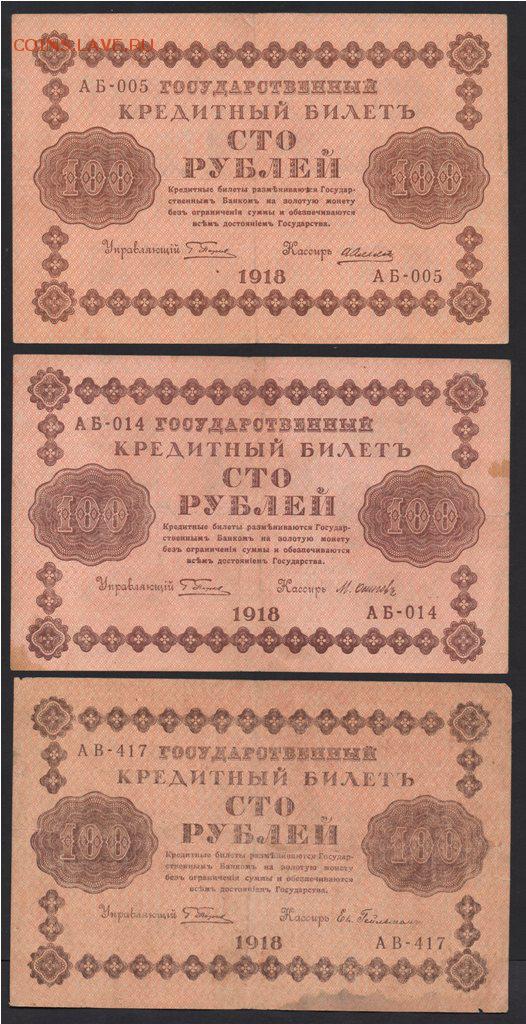 COINS.LAVE.RU
АБ-005 ГОСУДАРСТВЕННЫЙ
КРЕДИТНЫЙ БИЛЕТЪ
СТО
РУБЛЕЙ
100 100
Кредитные билеты размѣниваются Государ-
ственнымъ Банкомъ на золотую монету
безъ ограниченія суммы и обезпечиваются
всѣмъ достояніемъ Государства.
Управляющій Кассиръ
1918 АБ-005
АБ-014 ГОСУДАРСТВЕННЫЙ
КРЕДИТНЫЙ БИЛЕТЪ
СТО
РУБЛЕЙ
100 100
Кредитные билеты размѣниваются Государ-
ственнымъ Банкомъ на золотую монету
безъ ограниченія суммы и обезпечиваются
всѣмъ достояніемъ Государства.
Управляющій Кассиръ
1918 АБ-014
АВ-417 ГОСУДАРСТВЕННЫЙ
КРЕДИТНЫЙ БИЛЕТЪ
СТО
РУБЛЕЙ
100 100
Кредитные билеты размѣниваются Государ-
ственнымъ Банкомъ на золотую монету
безъ ограниченія суммы и обезпечиваются
всѣмъ достояніемъ Государства.
Управляющій Кассиръ
1918 АВ-417